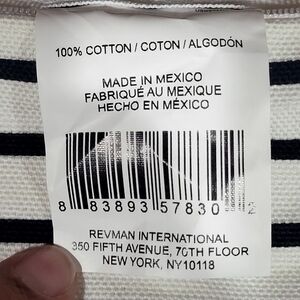 100% COTTON / COTON / ALGODÓN
MADE IN MEXICO
FABRIQUÉ AU MEXIQUE
HECHO EN MÉXICO
8 83893 57830
REVMAN INTERNATIONAL
350 FIFTH AVENUE, 70TH FLOOR
NEW YORK, NY10118